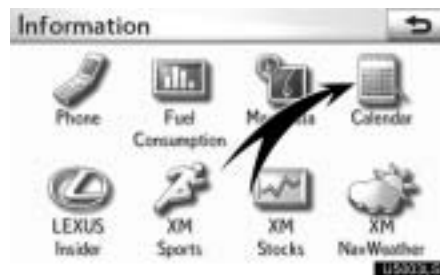 Information
Phone
Fuel
Calendar
Consumption
LEXUS
XM
XM
XM
Insider
Sports
Stocks
NavWeather